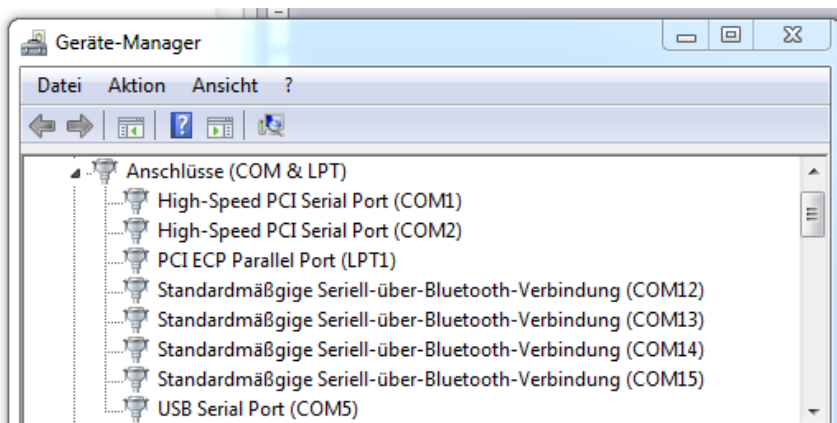 Geräte-Manager
Datei Aktion Ansicht ?
Anschlüsse (COM & LPT)
High-Speed PCI Serial Port (COM1)
High-Speed PCI Serial Port (COM2)
PCI ECP Parallel Port (LPT1)
Standardmäßgige Seriell-über-Bluetooth-Verbindung (COM12)
Standardmäßgige Seriell-über-Bluetooth-Verbindung (COM13)
Standardmäßgige Seriell-über-Bluetooth-Verbindung (COM14)
Standardmäßgige Seriell-über-Bluetooth-Verbindung (COM15)
USB Serial Port (COM5)